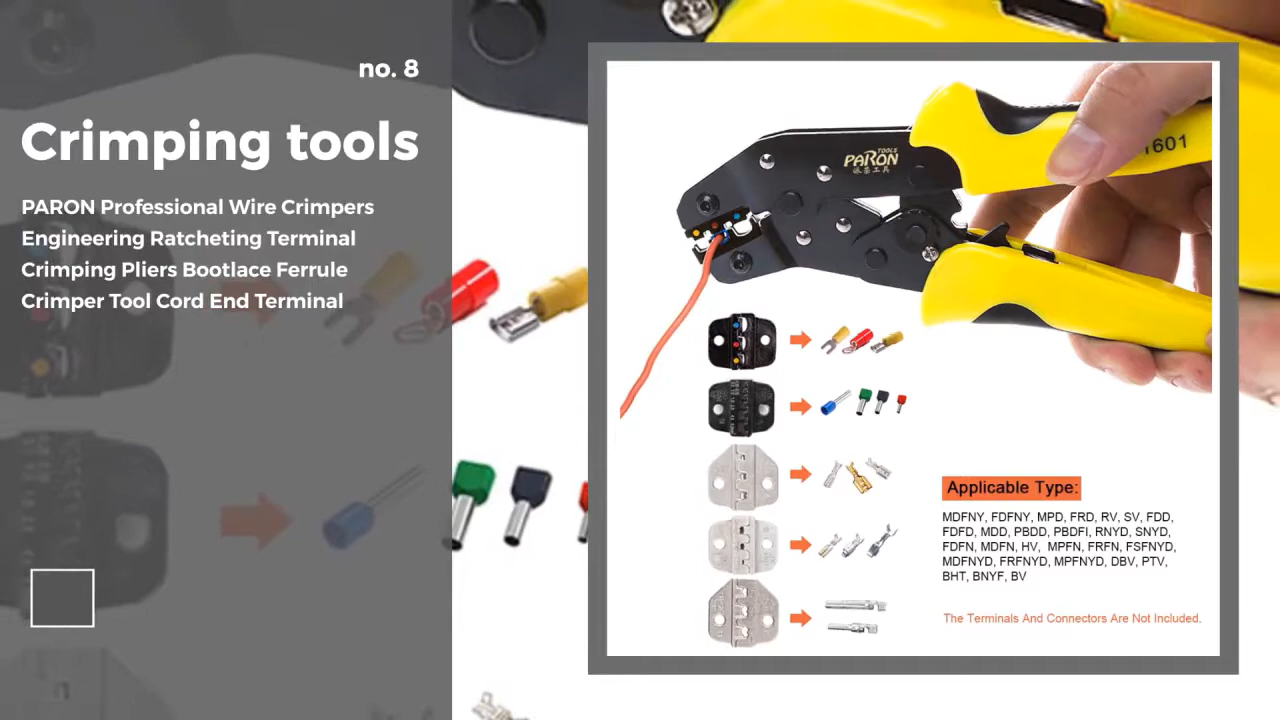 no. 8
Crimping tools
PARON Professional Wire Crimpers
Engineering Ratcheting Terminal
Crimping Pliers Bootlace Ferrule
Crimper Tool Cord End Terminal
PARON
TOOLS
1601
Applicable Type:
MDFNY, FDFNY, MPD, FRD, RV, SV, FDD,
FDFD, MDD, PBDD, PBDFI, RNYD, SNYD,
FDFN, MDFN, HV, MPFN, FRFN, FSFNYD,
MDFNYD, FRFNYD, MPFNYD, DBV, PTV,
BHT, BNYF, BV
The Terminals And Connectors Are Not Included.